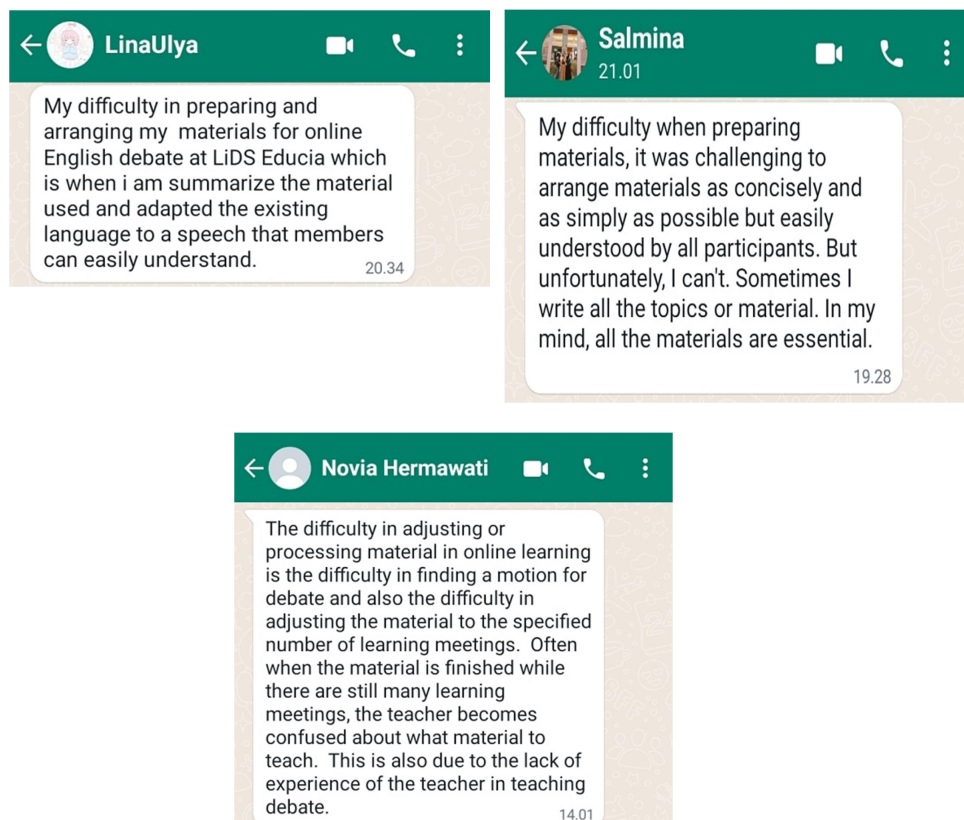 LinaUlya
My difficulty in preparing and
arranging my materials for online
English debate at LiDS Educia which
is when i am summarize the material
used and adapted the existing
language to a speech that members
can easily understand.
20.34
Salmina
21.01
My difficulty when preparing
materials, it was challenging to
arrange materials as concisely and
as simply as possible but easily
understood by all participants. But
unfortunately, I can't. Sometimes I
write all the topics or material. In my
mind, all the materials are essential.
19.28
Novia Hermawati
The difficulty in adjusting or
processing material in online learning
is the difficulty in finding a motion for
debate and also the difficulty in
adjusting the material to the specified
number of learning meetings. Often
when the material is finished while
there are still many learning
meetings, the teacher becomes
confused about what material to
teach. This is also due to the lack of
experience of the teacher in teaching
debate.
14.01